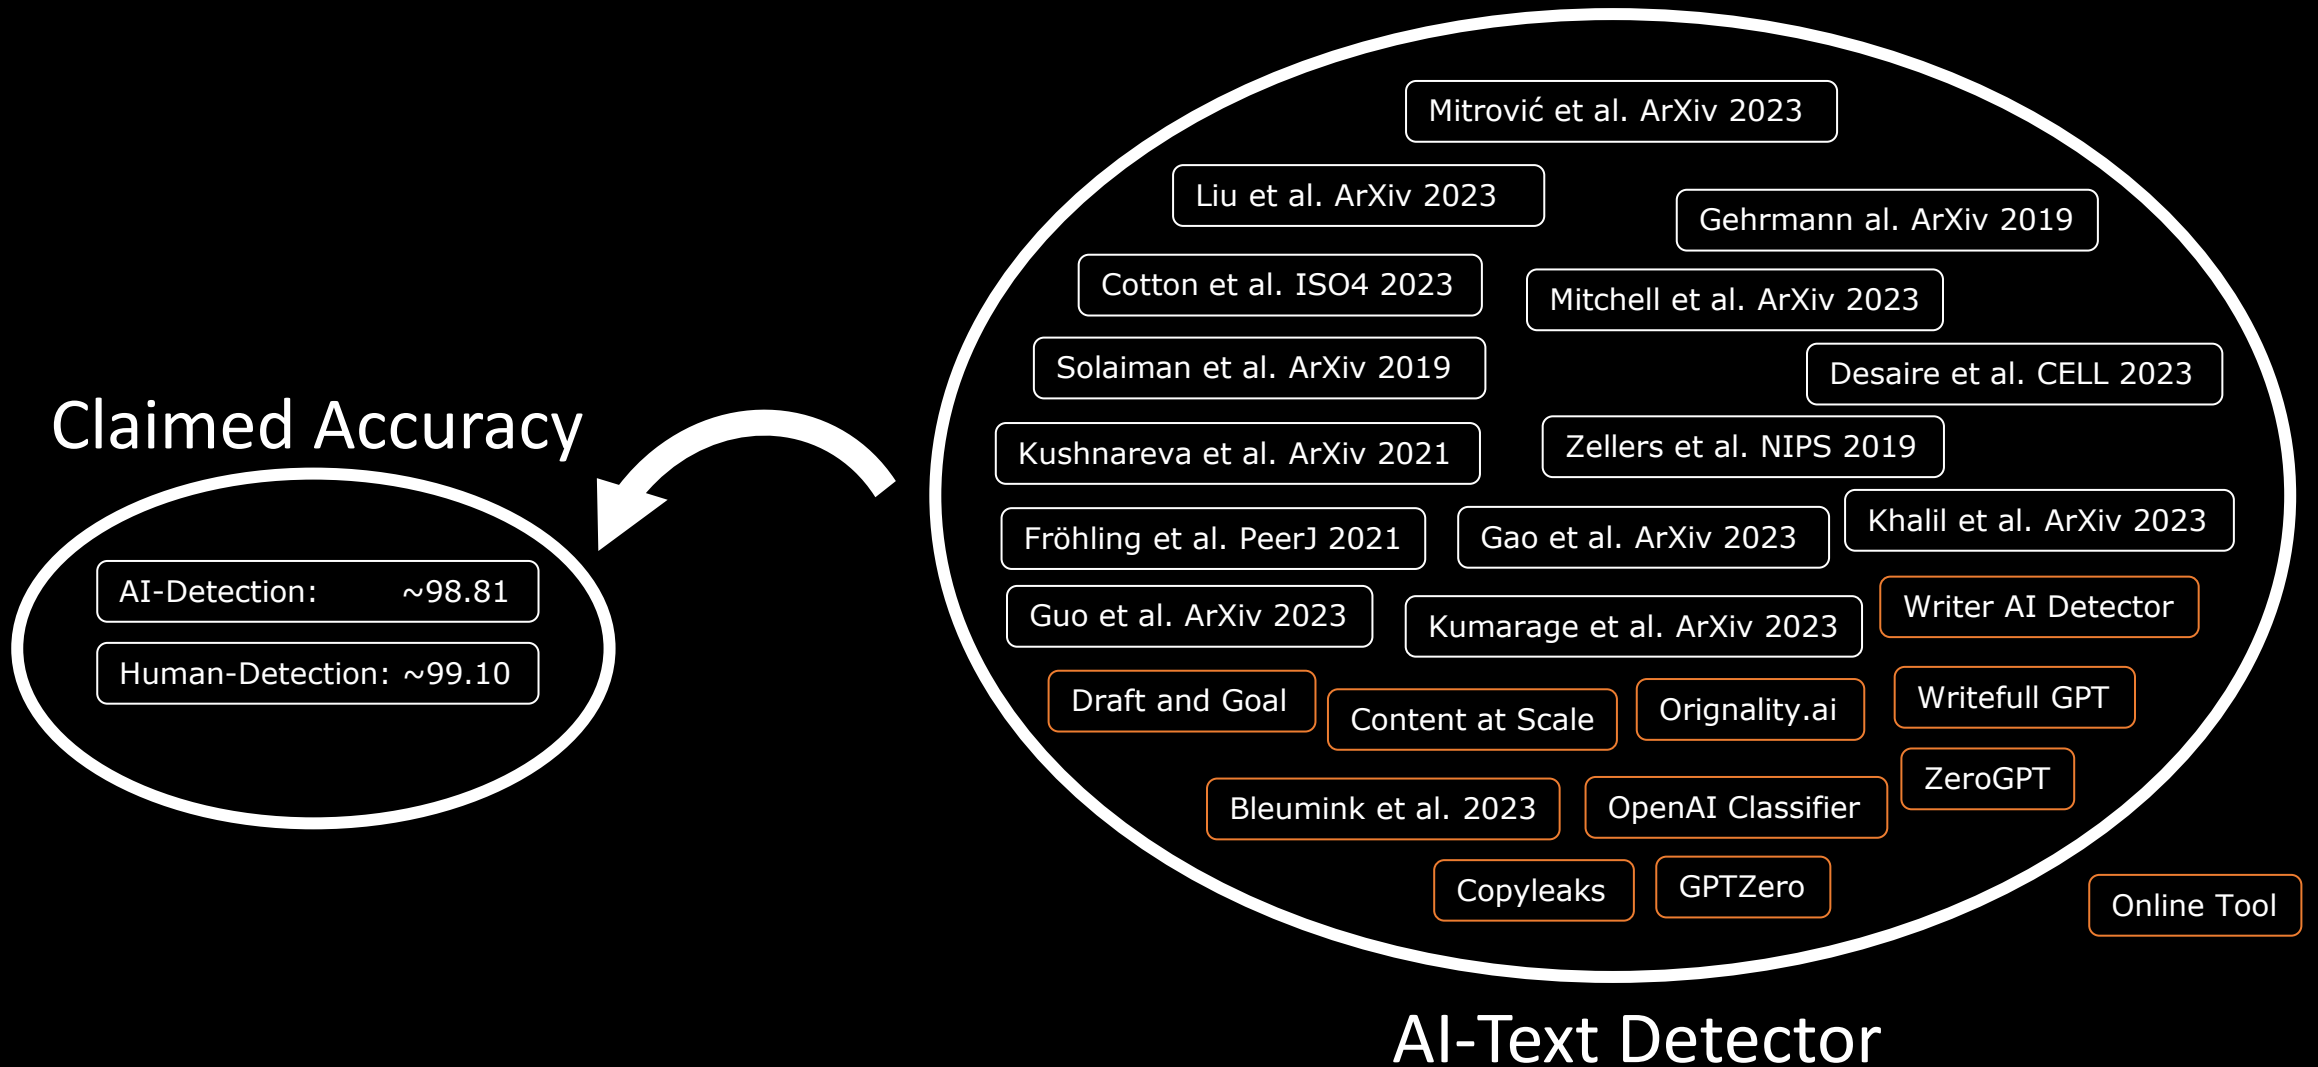 Mitrović et al. ArXiv 2023
Liu et al. ArXiv 2023
Gehrmann al. ArXiv 2019
Cotton et al. ISO4 2023
Mitchell et al. ArXiv 2023
Solaiman et al. ArXiv 2019
Desaire et al. CELL 2023
Kushnareva et al. ArXiv 2021
Zellers et al. NIPS 2019
Fröhling et al. PeerJ 2021
Gao et al. ArXiv 2023
Khalil et al. ArXiv 2023
Guo et al. ArXiv 2023
Kumarage et al. ArXiv 2023
Writer AI Detector
Draft and Goal
Content at Scale
Orignality.ai
Writefull GPT
Bleumink et al. 2023
OpenAI Classifier
ZeroGPT
Copyleaks
GPTZero
Online Tool
AI-Text Detector
Claimed Accuracy
AI-Detection: ~98.81
Human-Detection: ~99.10